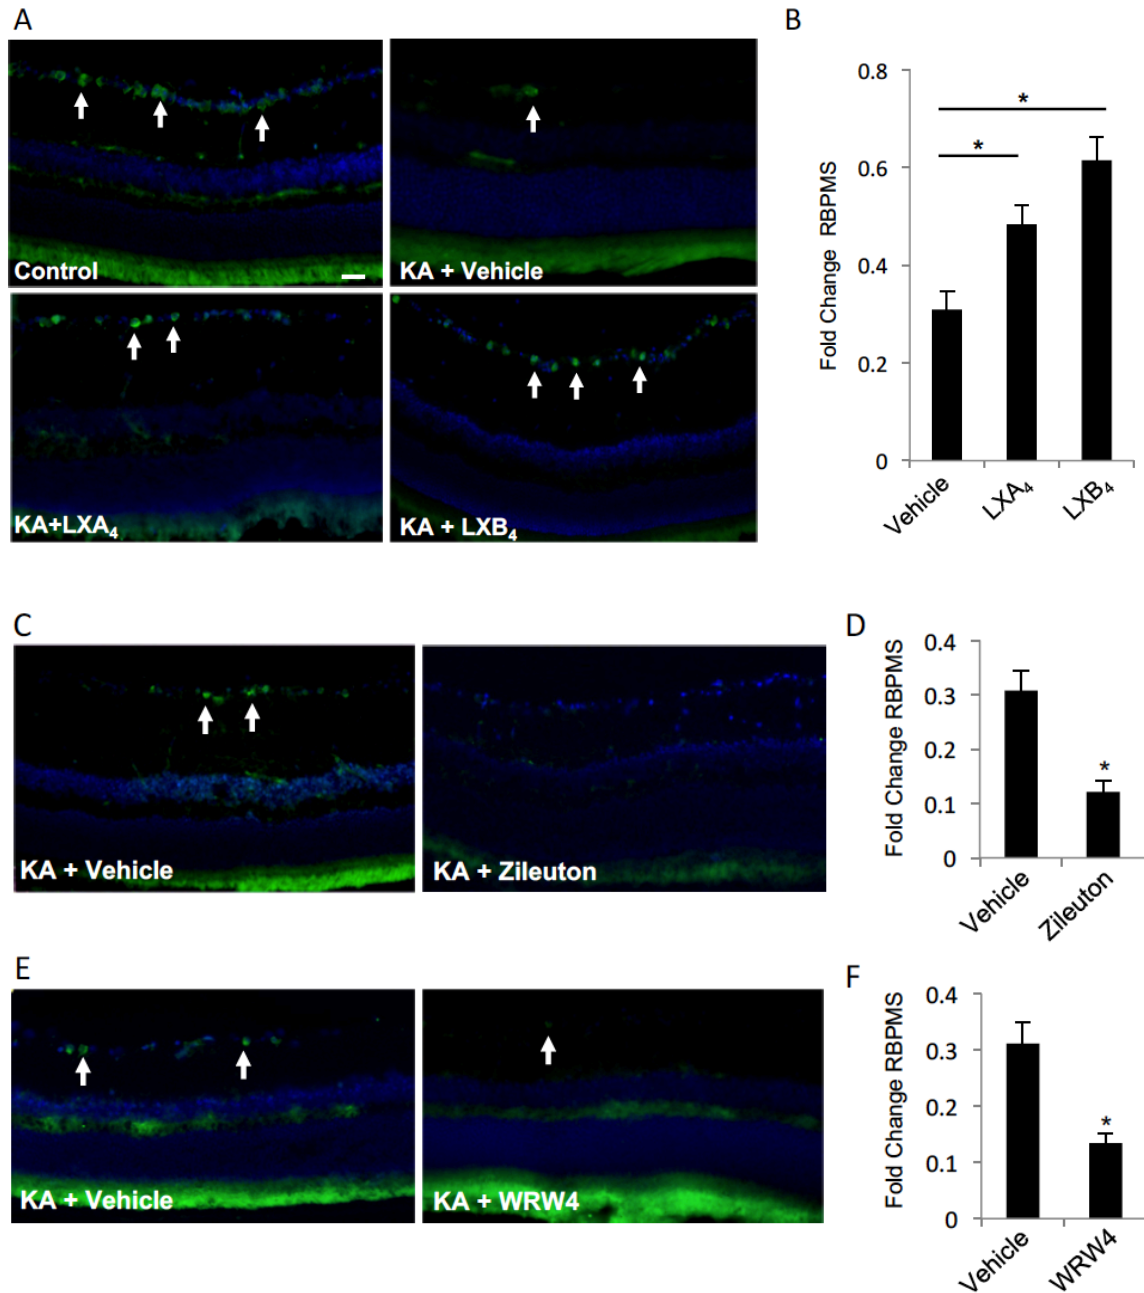 A
Control
KA + Vehicle
KA+LXA₄
KA + LXB₄
B
Fold Change RBPMS
0.8
0.6
0.4
0.2
0
*
*
Vehicle
LXA₄
LXB₄
C
KA + Vehicle
KA + Zileuton
D
Fold Change RBPMS
0.4
0.3
0.2
0.1
0
*
Vehicle
Zileuton
E
KA + Vehicle
KA + WRW4
F
Fold Change RBPMS
0.4
0.3
0.2
0.1
0
*
Vehicle
WRW4